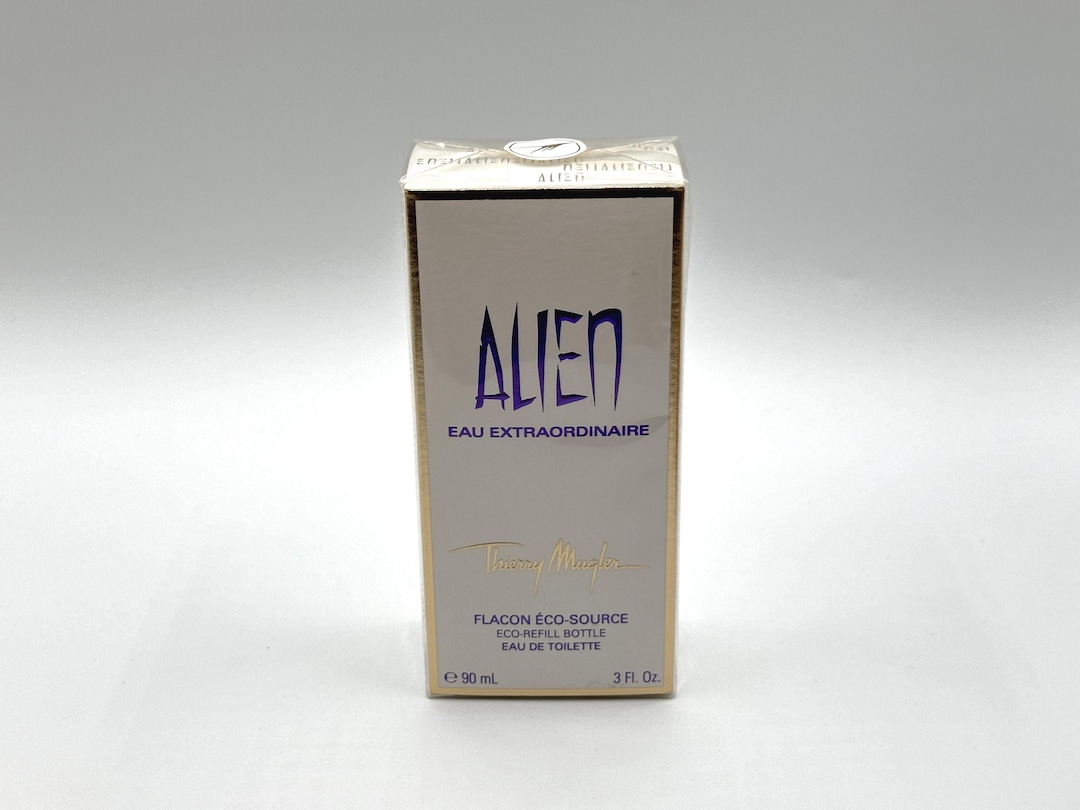 ALIEN
ALIEN
EAU EXTRAORDINAIRE
Thierry Mugler
FLACON ÉCO-SOURCE
ECO-REFILL BOTTLE
EAU DE TOILETTE
℮ 90 mL 3 Fl. Oz.